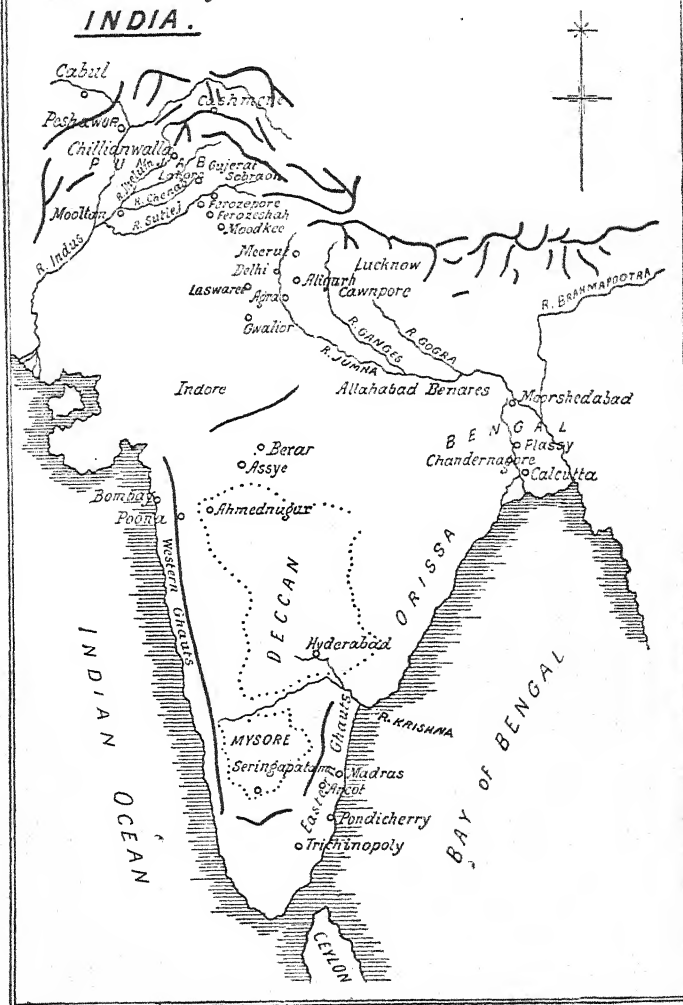 INDIA.
Cabul
Cashmere
Peshawur
Chillianwalla
PUNJAB
Gujerat
R. Jhelum
Lahore
Sobraon
R. Chenab
Mooltan
R. Sutlej
Ferozepore
Ferozeshah
Moodkee
R. Indus
Meerut
Delhi
Lucknow
Aligurh
Laswaree
Cawnpore
Agra
R. BRAHMAPOOTRA
Gwalior
R. GANGES
R. GOGRA
R. JUMNA
Indore
Allahabad
Benares
Moorshedabad
BENGAL
Plassy
Berar
Assye
Chandernagore
Calcutta
Bombay
Ahmednugur
Poona
Western Ghauts
DECCAN
ORISSA
INDIAN OCEAN
Hyderabad
R. KRISHNA
BAY OF BENGAL
MYSORE
Eastern Ghauts
Seringapatam
Madras
Arcot
Pondicherry
Trichinopoly
CEYLON